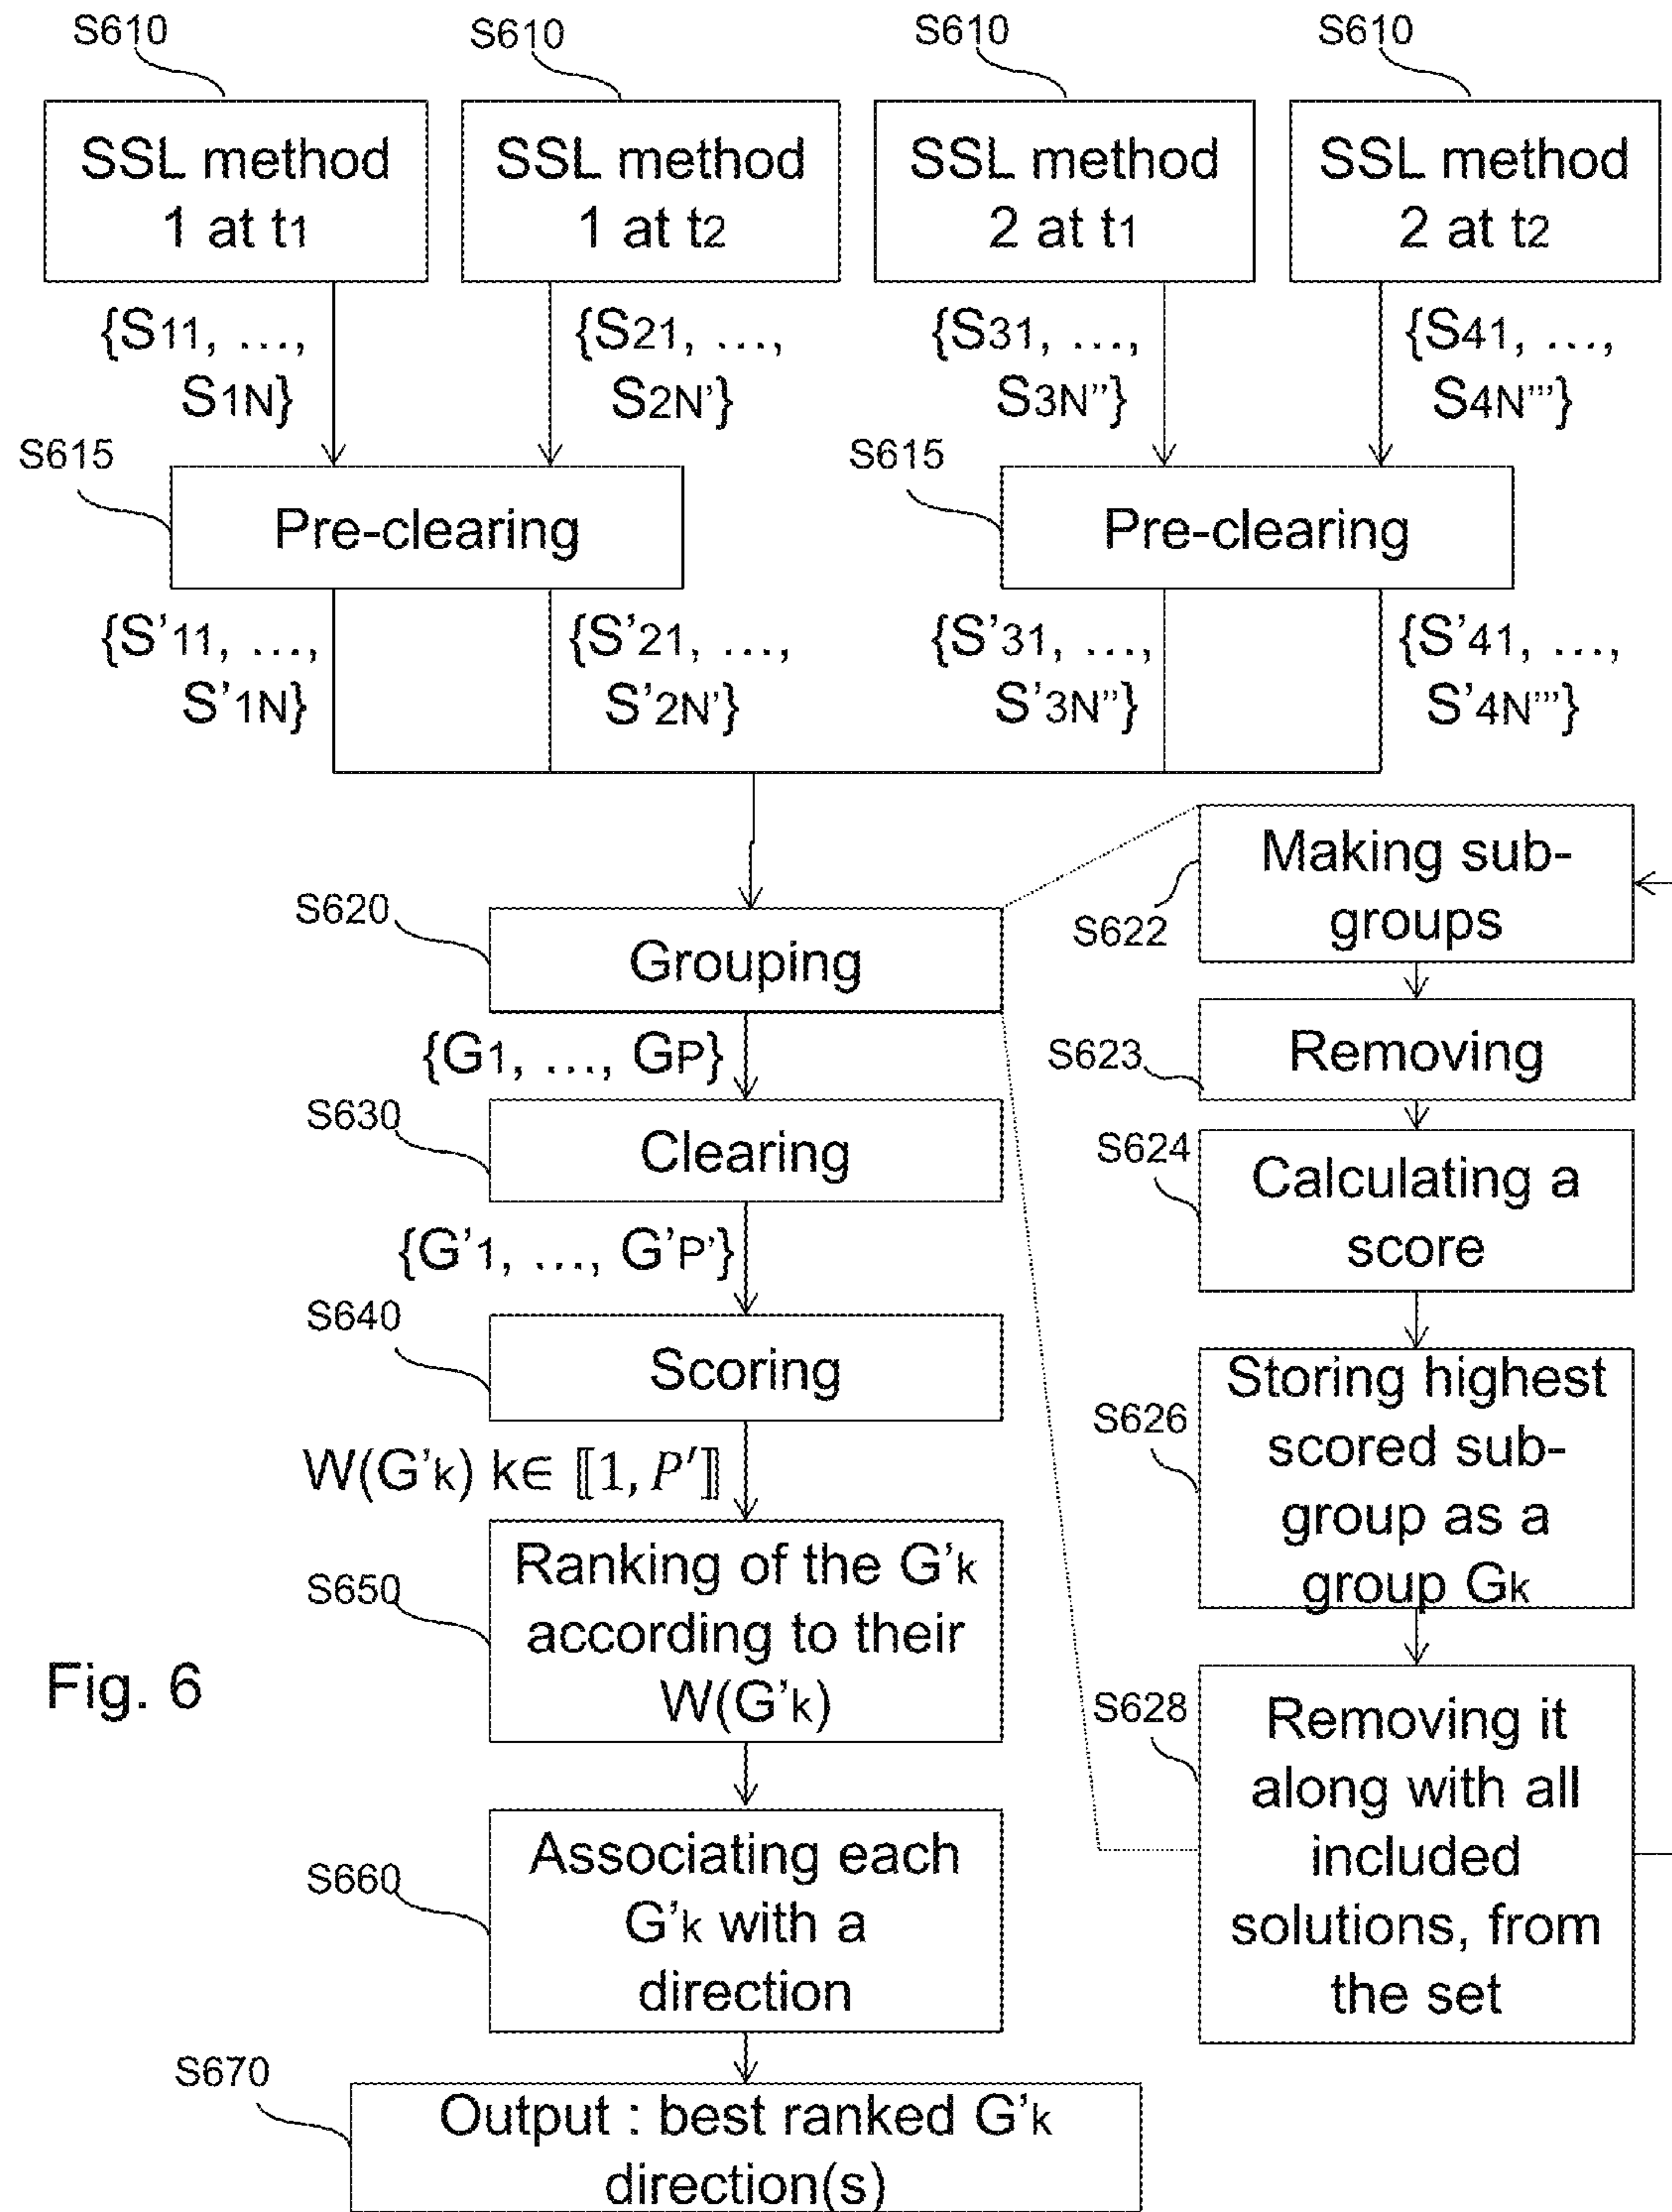 S610 S610 S610 S610
SSL method
1 at t1
SSL method
1 at t2
SSL method
2 at t1
SSL method
2 at t2
{S11, ...,
S1N}
{S21, ...,
S2N'}
{S31, ...,
S3N''}
{S41, ...,
S4N'''}
S615
Pre-clearing
S615
Pre-clearing
{S'11, ...,
S'1N}
{S'21, ...,
S'2N'}
{S'31, ...,
S'3N''}
{S'41, ...,
S'4N'''}
S620
Grouping
{G1, ..., GP}
S630
Clearing
{G'1, ..., G'P'}
S640
Scoring
W(G'k) k∈ ⟦1, P′⟧
S650
Ranking of the G'k
according to their
W(G'k)
S660
Associating each
G'k with a
direction
S670
Output : best ranked G'k
direction(s)
S622
Making sub-
groups
S623
Removing
S624
Calculating a
score
S626
Storing highest
scored sub-
group as a
group Gk
S628
Removing it
along with all
included
solutions, from
the set
Fig. 6